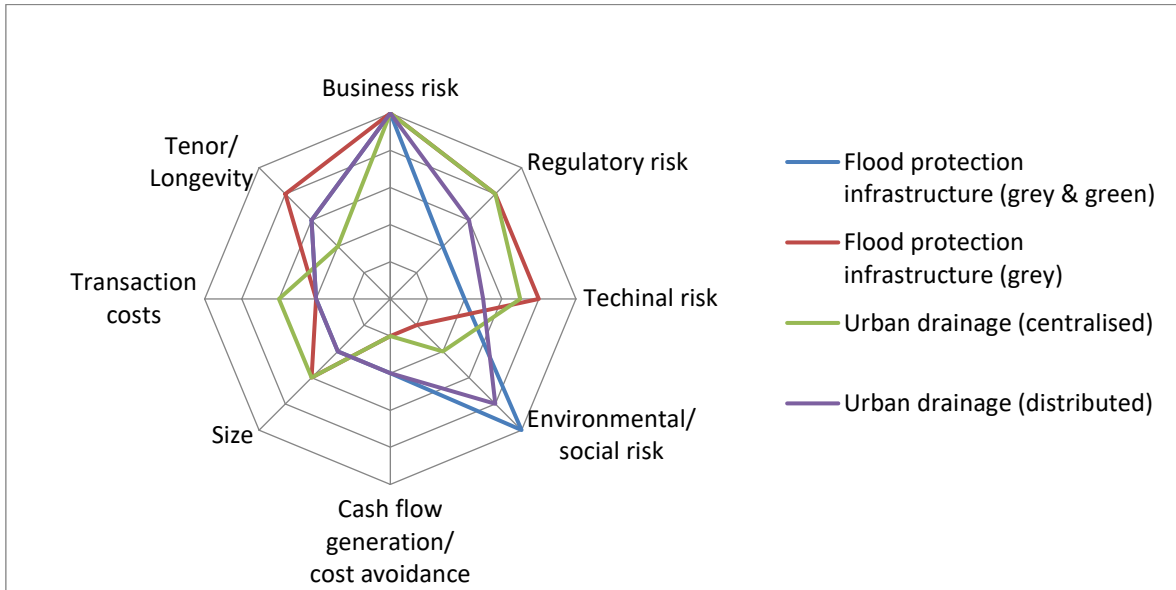 Business risk
Tenor/
Longevity
Regulatory risk
Transaction
costs
Techinal risk
Size
Environmental/
social risk
Cash flow
generation/
cost avoidance
Flood protection
infrastructure (grey & green)
Flood protection
infrastructure (grey)
Urban drainage (centralised)
Urban drainage (distributed)